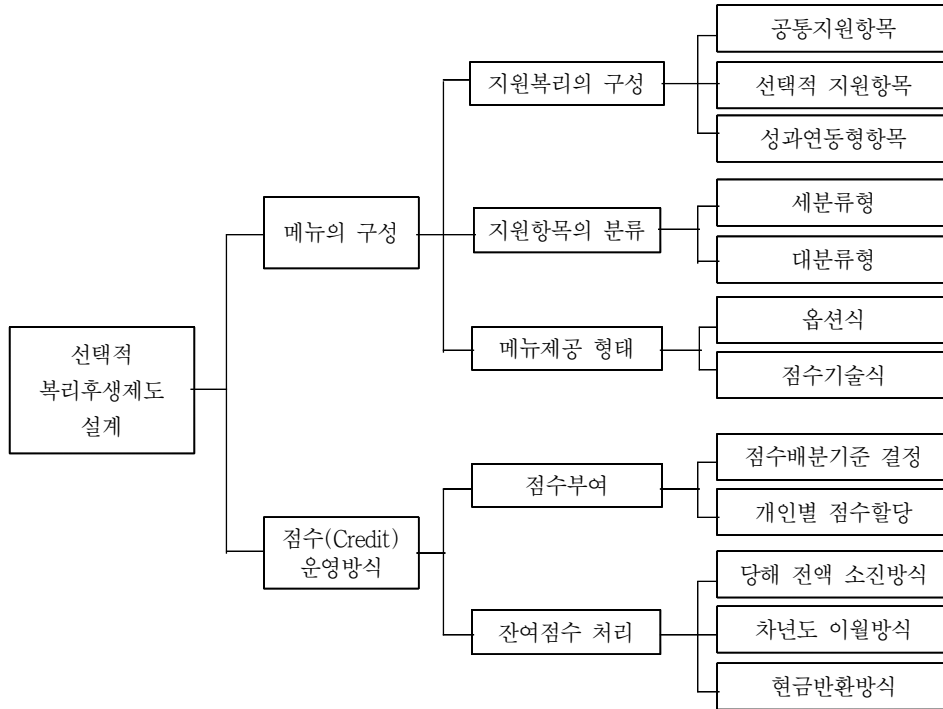 선택적
복리후생제도
설계
메뉴의 구성
지원복리의 구성
공통지원항목
선택적 지원항목
성과연동형항목
지원항목의 분류
세분류형
대분류형
메뉴제공 형태
옵션식
점수기술식
점수(Credit)
운영방식
점수부여
점수배분기준 결정
개인별 점수할당
잔여점수 처리
당해 전액 소진방식
차년도 이월방식
현금반환방식